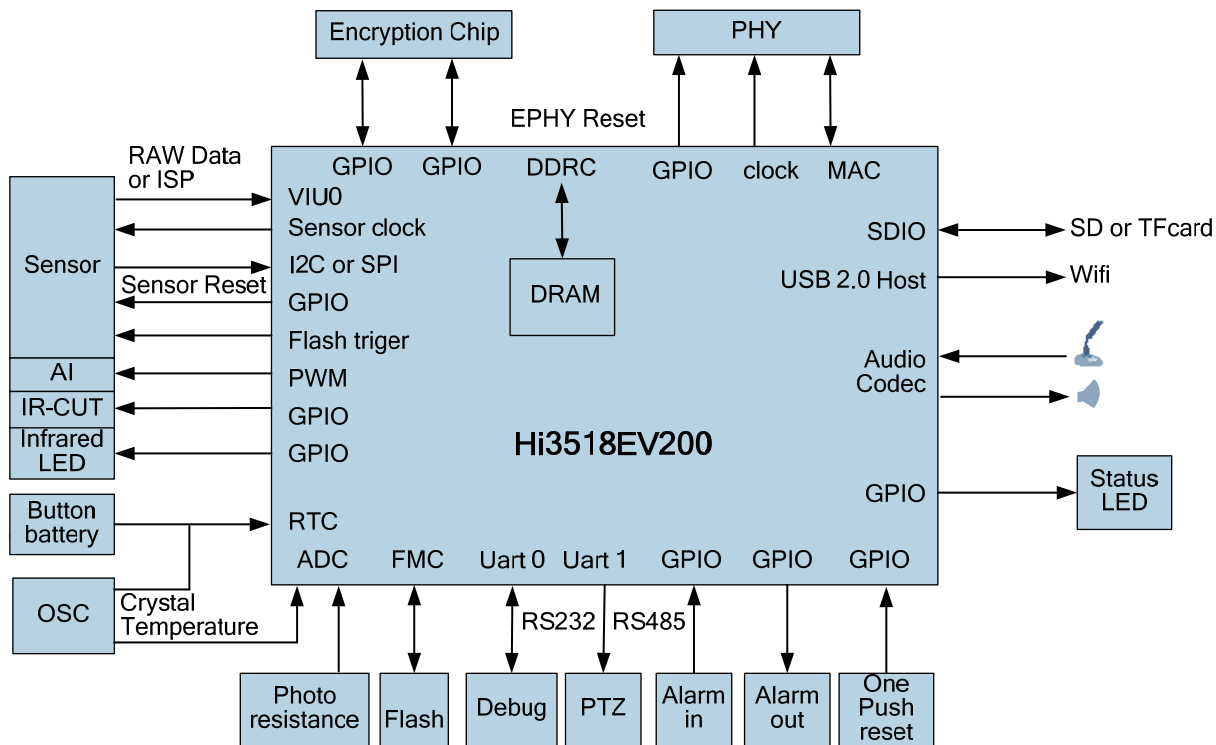 Encryption Chip
PHY
EPHY Reset
RAW Data
or ISP
GPIO
GPIO
DDRC
GPIO
clock
MAC
VIU0
Sensor clock
I2C or SPI
Sensor Reset
GPIO
Flash triger
PWM
GPIO
GPIO
RTC
Sensor
AI
IR-CUT
Infrared
LED
Button
battery
OSC
Crystal
Temperature
DRAM
Hi3518EV200
SDIO
SD or TFcard
USB 2.0 Host
Wifi
Audio
Codec
GPIO
Status
LED
ADC
FMC
Uart 0
Uart 1
GPIO
GPIO
GPIO
RS232
RS485
Photo
resistance
Flash
Debug
PTZ
Alarm
in
Alarm
out
One
Push
reset